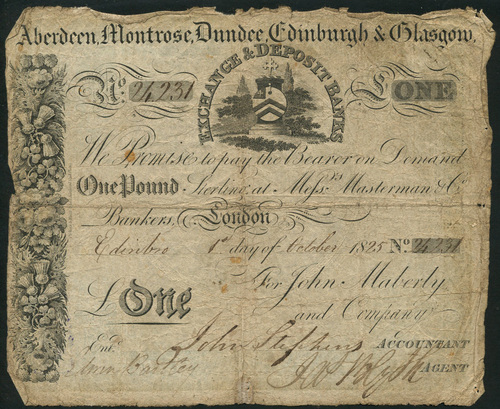 Aberdeen, Montrose, Dundee, Edinburgh & Glasgow,
EXCHANGE & DEPOSIT BANKS
No. 24231 £ ONE
We Promise to pay the Bearer on Demand
One Pound Sterling at Messrs. Masterman & Co.
Bankers, London
Edinbro 1st day of October 1825 No. 24231
For John Maberly
£ One and Company
John Stephens ACCOUNTANT
Entd. AGENT